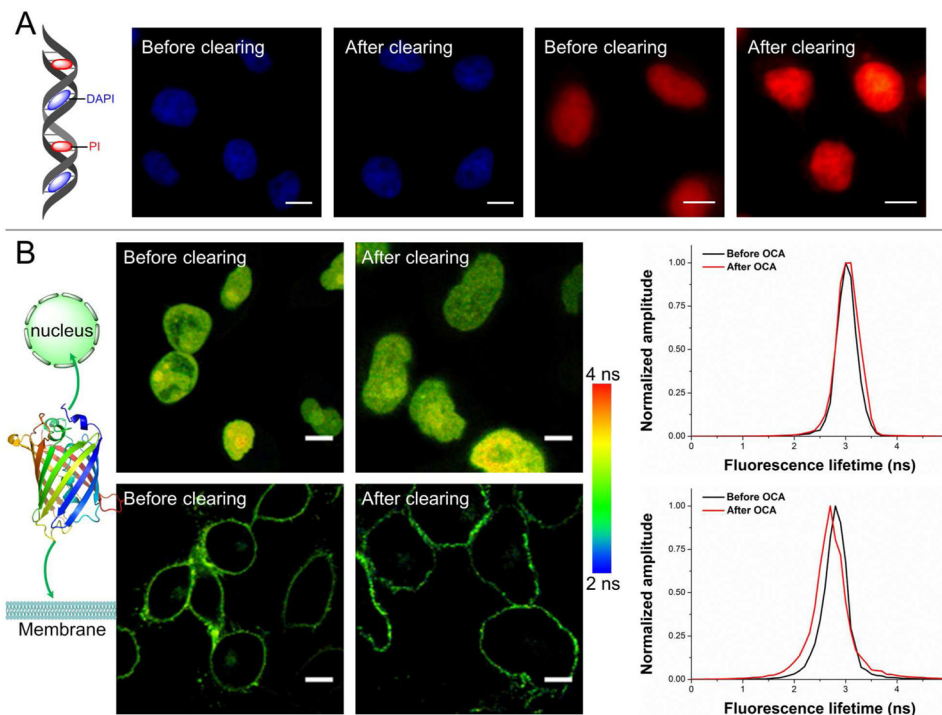 A
DAPI
PI
Before clearing
After clearing
Before clearing
After clearing
B
nucleus
Membrane
Before clearing
After clearing
Before clearing
After clearing
4 ns
2 ns
Before OCA
After OCA
Normalized amplitude
1.00
0.75
0.50
0.25
0.00
0 1 2 3 4
Fluorescence lifetime (ns)
Before OCA
After OCA
Normalized amplitude
1.00
0.75
0.50
0.25
0.00
0 1 2 3 4
Fluorescence lifetime (ns)